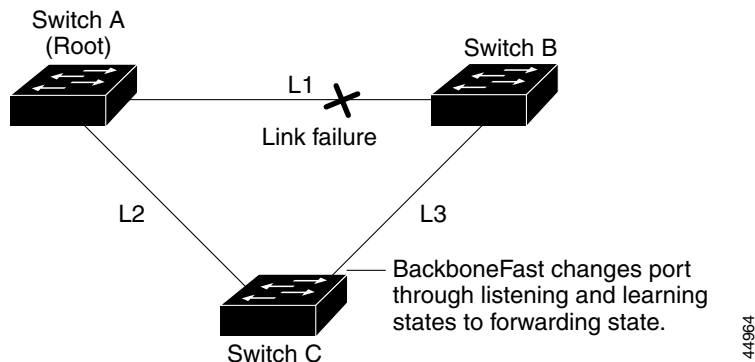 Switch A
(Root)
Switch B
L1
Link failure
L2
L3
BackboneFast changes port
through listening and learning
states to forwarding state.
Switch C
44964